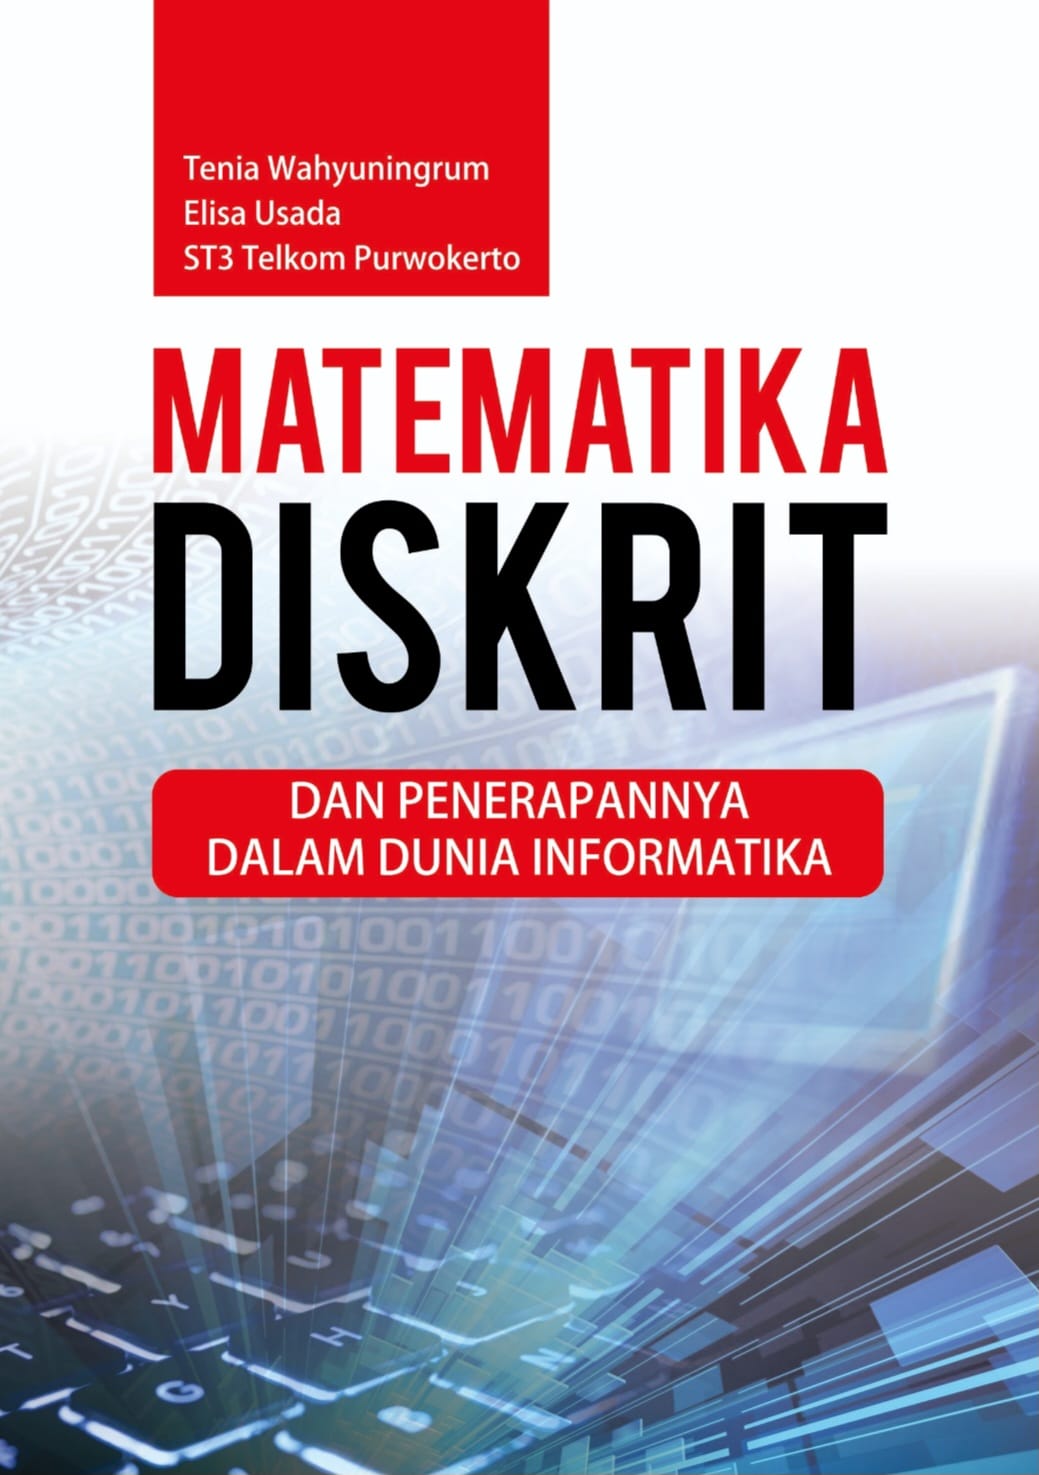 Tenia Wahyuningrum
Elisa Usada
ST3 Telkom Purwokerto
MATEMATIKA
DISKRIT
DAN PENERAPANNYA
DALAM DUNIA INFORMATIKA